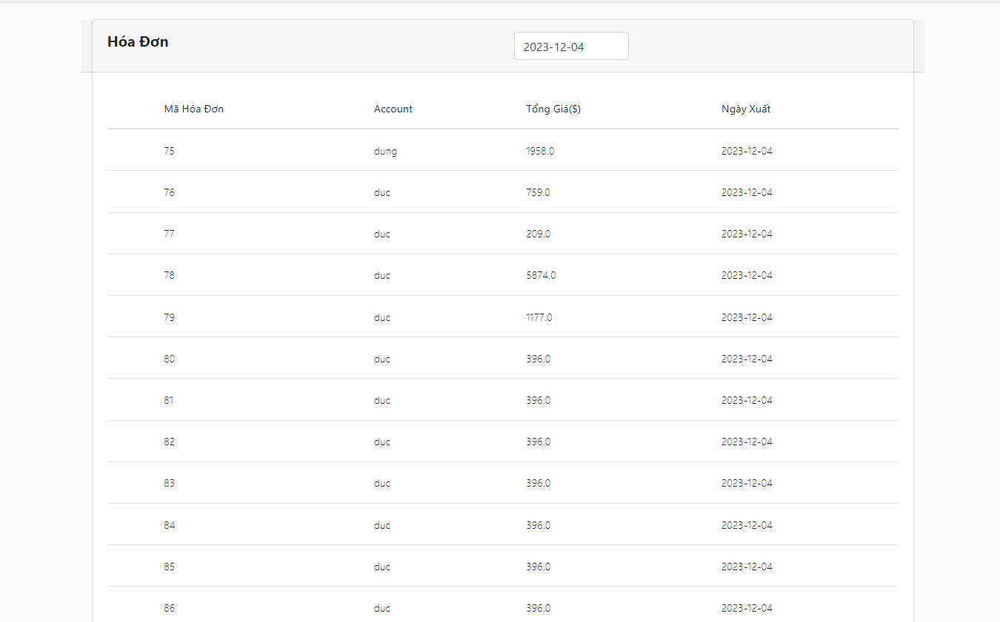 Hóa Đơn 2023-12-04
Mã Hóa Đơn Account Tổng Giá($) Ngày Xuất
75 dung 1958.0 2023-12-04
76 duc 759.0 2023-12-04
77 duc 209.0 2023-12-04
78 duc 5874.0 2023-12-04
79 duc 1177.0 2023-12-04
80 duc 396.0 2023-12-04
81 duc 396.0 2023-12-04
82 duc 396.0 2023-12-04
83 duc 396.0 2023-12-04
84 duc 396.0 2023-12-04
85 duc 396.0 2023-12-04
86 duc 396.0 2023-12-04